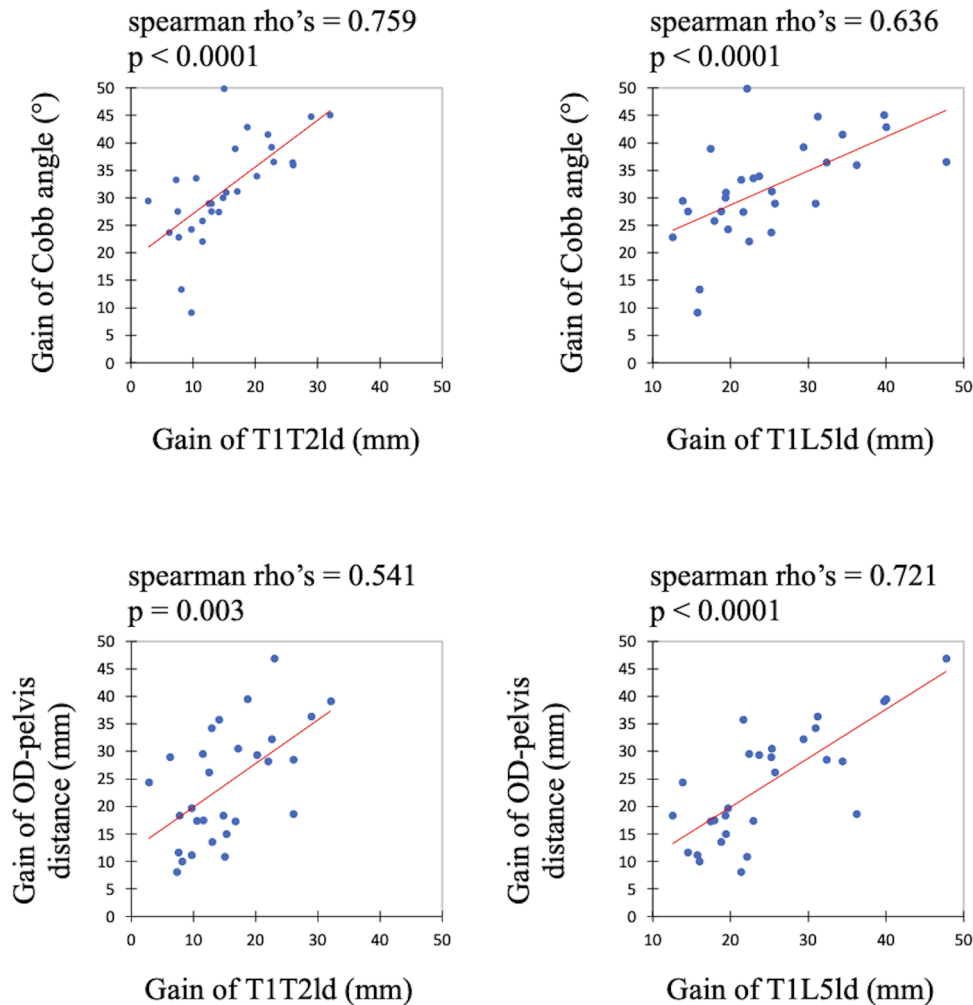 spearman rho's = 0.759
p < 0.0001
50
45
40
35
30
25
20
15
10
5
0
0 10 20 30 40 50
Gain of Cobb angle (°)
Gain of T1T2ld (mm)
spearman rho's = 0.636
p < 0.0001
50
45
40
35
30
25
20
15
10
5
0
10 20 30 40 50
Gain of Cobb angle (°)
Gain of T1L5ld (mm)
spearman rho's = 0.541
p = 0.003
50
45
40
35
30
25
20
15
10
5
0
0 10 20 30 40 50
Gain of OD-pelvis
distance (mm)
Gain of T1T2ld (mm)
spearman rho's = 0.721
p < 0.0001
50
45
40
35
30
25
20
15
10
5
0
10 20 30 40 50
Gain of OD-pelvis
distance (mm)
Gain of T1L5ld (mm)